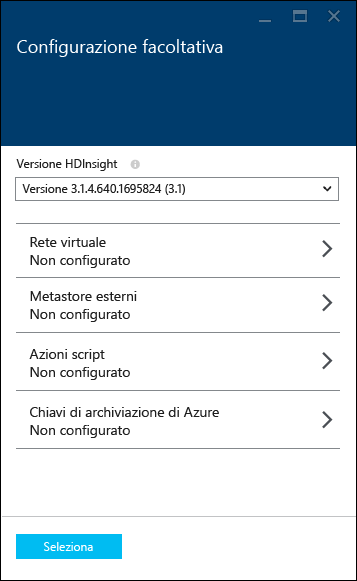 Configurazione facoltativa
Versione HDInsight
Versione 3.1.4.640.1695824 (3.1)
Rete virtuale
Non configurato
Metastore esterni
Non configurato
Azioni script
Non configurato
Chiavi di archiviazione di Azure
Non configurato
Seleziona